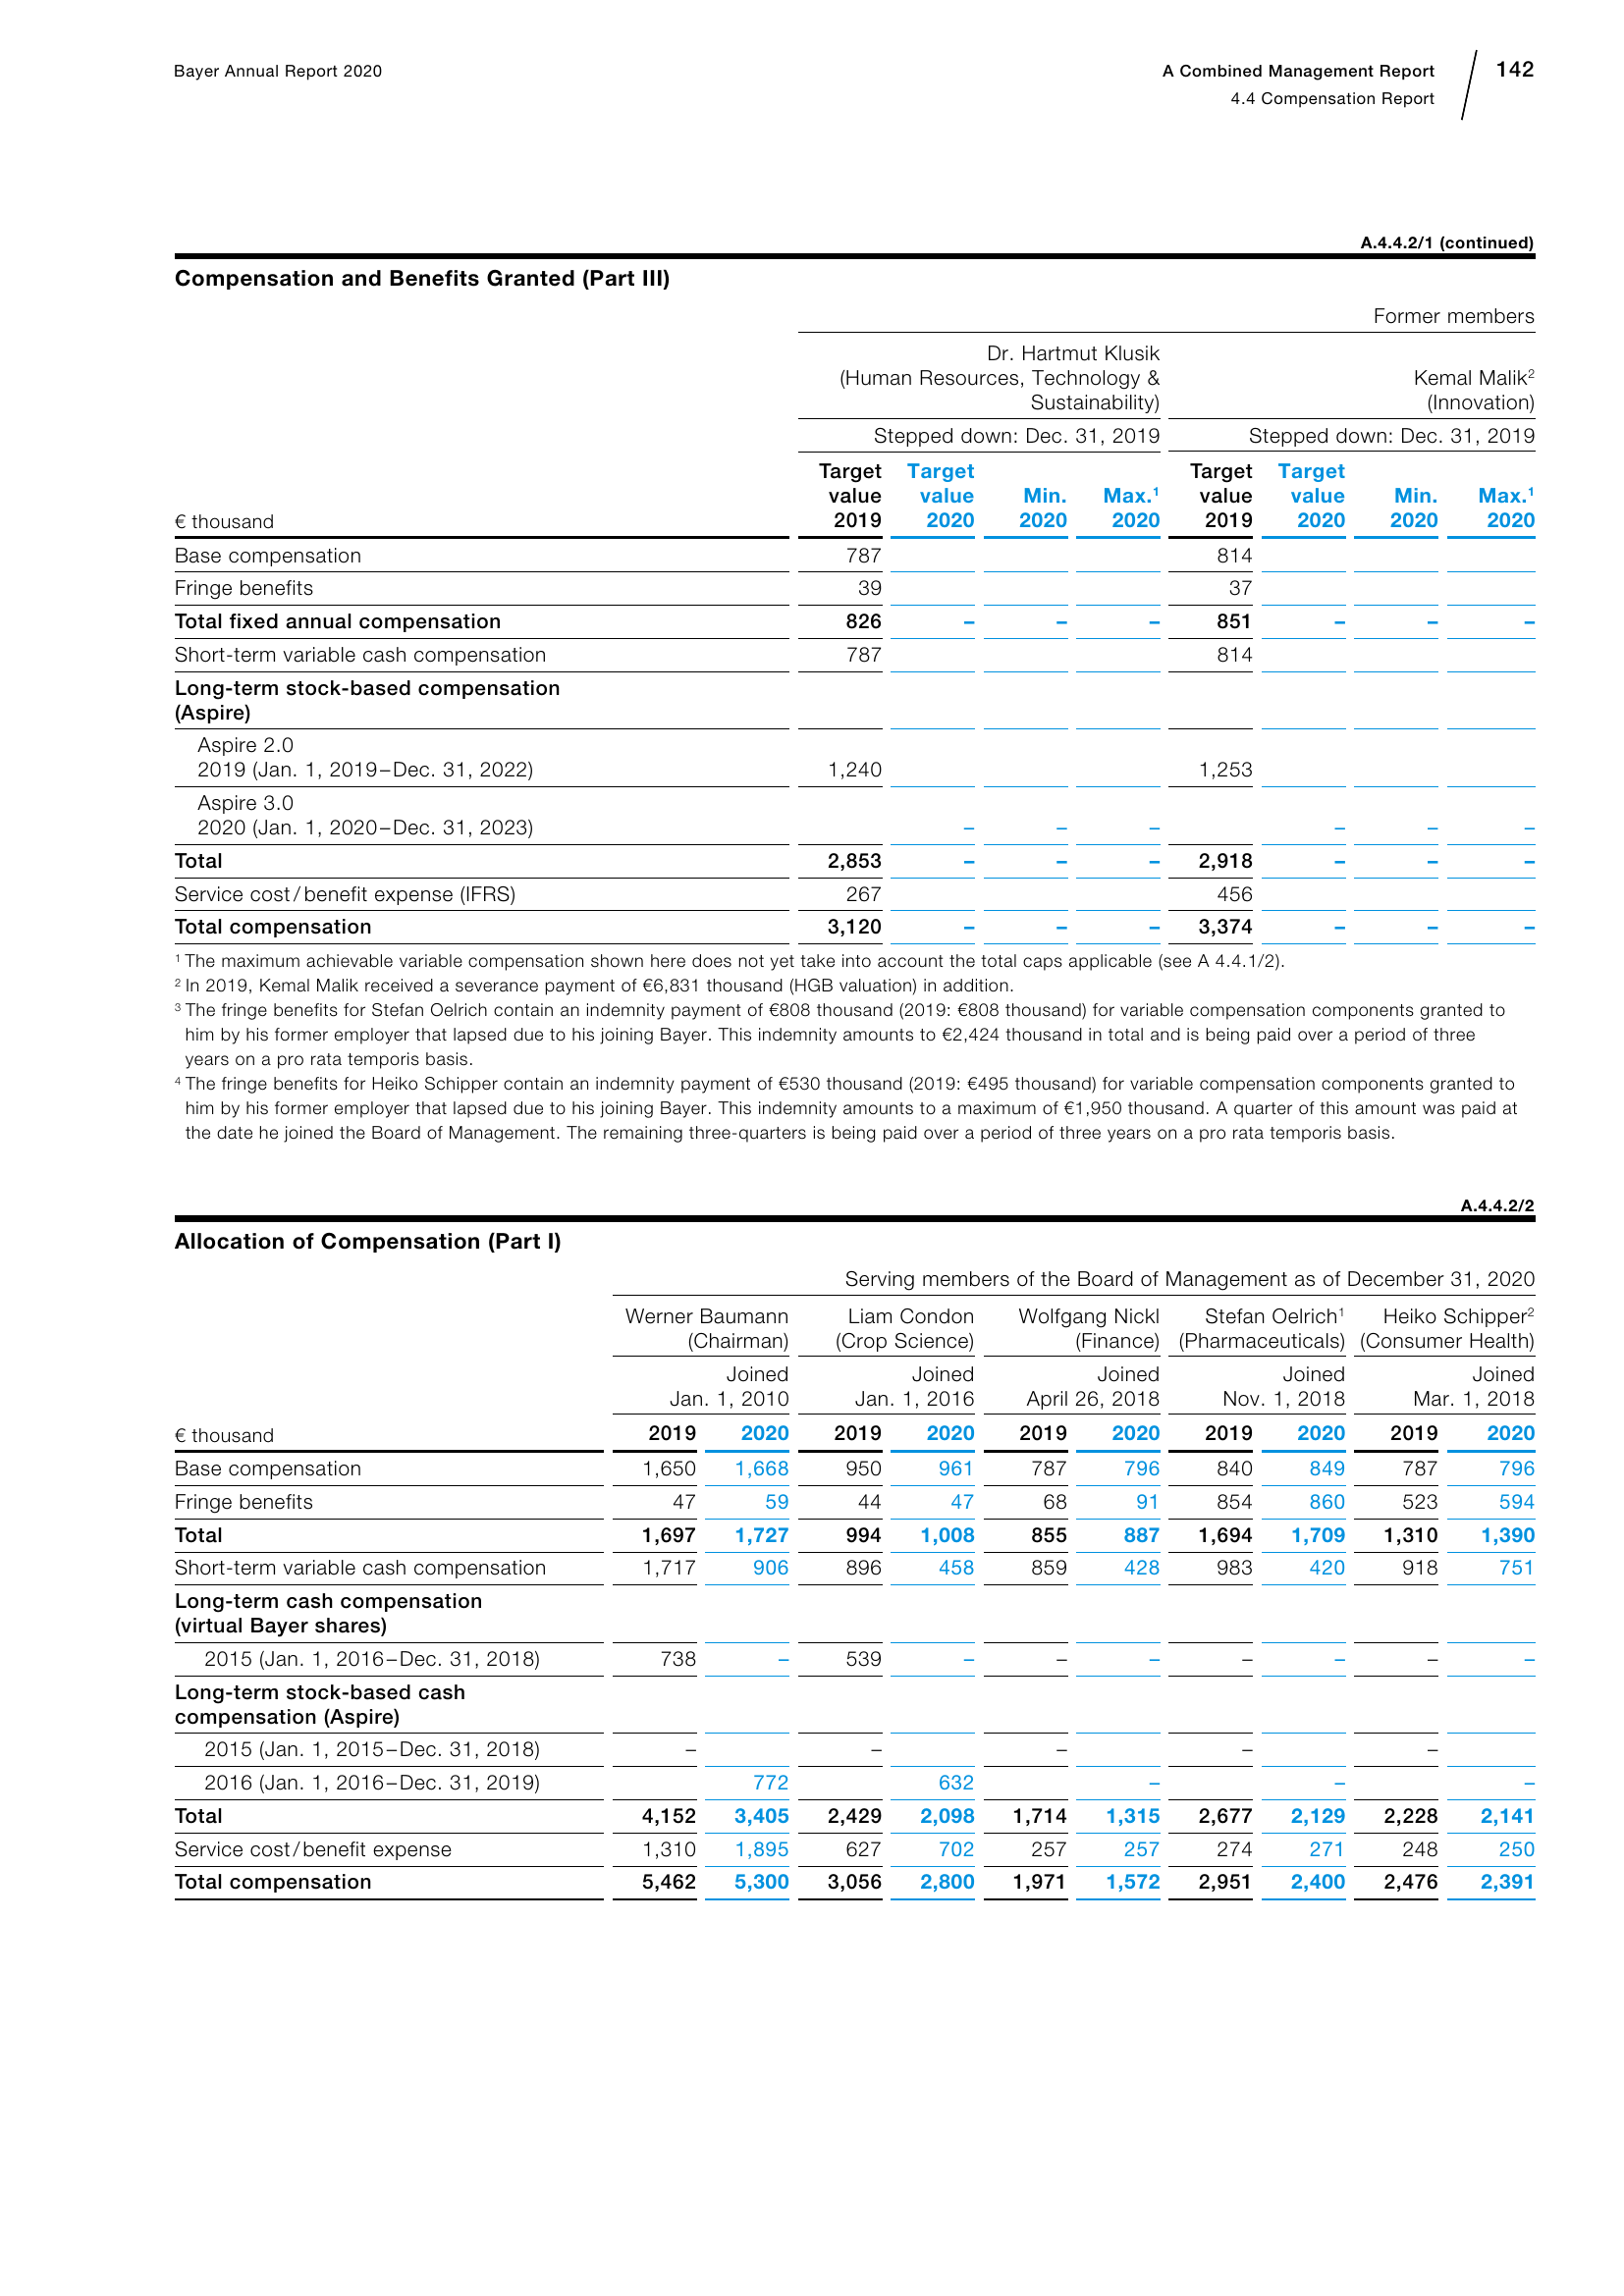 Bayer Annual Report 2020
A Combined Management Report
4.4 Compensation Report
142
A.4.4.2/1 (continued)
Compensation and Benefits Granted (Part III)
Former members
Dr. Hartmut Klusik
(Human Resources, Technology & Kemal Malik²
Sustainability) (Innovation)
Stepped down: Dec. 31, 2019 Stepped down: Dec. 31, 2019
Target Target Target Target
value value Min. Max.¹ value value Min. Max.¹
€ thousand 2019 2020 2020 2020 2019 2020 2020 2020
Base compensation 787 814
Fringe benefits 39 37
Total fixed annual compensation 826 – – – 851 – – –
Short-term variable cash compensation 787 814
Long-term stock-based compensation
(Aspire)
Aspire 2.0
2019 (Jan. 1, 2019–Dec. 31, 2022) 1,240 1,253
Aspire 3.0
2020 (Jan. 1, 2020–Dec. 31, 2023) – – – – – –
Total 2,853 – – – 2,918 – – –
Service cost/benefit expense (IFRS) 267 456
Total compensation 3,120 – – – 3,374 – – –
¹ The maximum achievable variable compensation shown here does not yet take into account the total caps applicable (see A 4.4.1/2).
² In 2019, Kemal Malik received a severance payment of €6,831 thousand (HGB valuation) in addition.
³ The fringe benefits for Stefan Oelrich contain an indemnity payment of €808 thousand (2019: €808 thousand) for variable compensation components granted to
him by his former employer that lapsed due to his joining Bayer. This indemnity amounts to €2,424 thousand in total and is being paid over a period of three
years on a pro rata temporis basis.
⁴ The fringe benefits for Heiko Schipper contain an indemnity payment of €530 thousand (2019: €495 thousand) for variable compensation components granted to
him by his former employer that lapsed due to his joining Bayer. This indemnity amounts to a maximum of €1,950 thousand. A quarter of this amount was paid at
the date he joined the Board of Management. The remaining three-quarters is being paid over a period of three years on a pro rata temporis basis.
A.4.4.2/2
Allocation of Compensation (Part I)
Serving members of the Board of Management as of December 31, 2020
Werner Baumann Liam Condon Wolfgang Nickl Stefan Oelrich¹ Heiko Schipper²
(Chairman) (Crop Science) (Finance) (Pharmaceuticals) (Consumer Health)
Joined Joined Joined Joined Joined
Jan. 1, 2010 Jan. 1, 2016 April 26, 2018 Nov. 1, 2018 Mar. 1, 2018
€ thousand 2019 2020 2019 2020 2019 2020 2019 2020 2019 2020
Base compensation 1,650 1,668 950 961 787 796 840 849 787 796
Fringe benefits 47 59 44 47 68 91 854 860 523 594
Total 1,697 1,727 994 1,008 855 887 1,694 1,709 1,310 1,390
Short-term variable cash compensation 1,717 906 896 458 859 428 983 420 918 751
Long-term cash compensation
(virtual Bayer shares)
2015 (Jan. 1, 2016–Dec. 31, 2018) 738 – 539 – – – – – – –
Long-term stock-based cash
compensation (Aspire)
2015 (Jan. 1, 2015–Dec. 31, 2018) – – – – –
2016 (Jan. 1, 2016–Dec. 31, 2019) 772 632 – – –
Total 4,152 3,405 2,429 2,098 1,714 1,315 2,677 2,129 2,228 2,141
Service cost/benefit expense 1,310 1,895 627 702 257 257 274 271 248 250
Total compensation 5,462 5,300 3,056 2,800 1,971 1,572 2,951 2,400 2,476 2,391